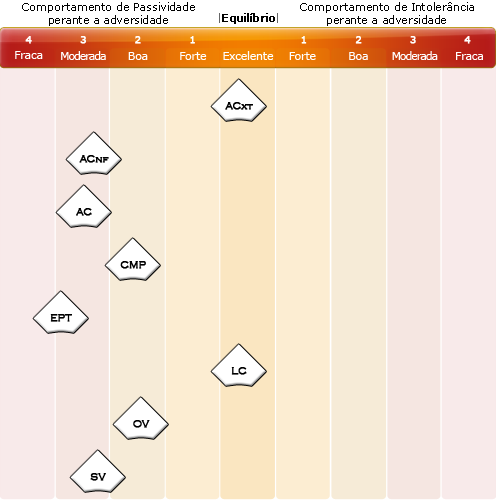 Comportamento de Passividade
perante a adversidade
|Equilíbrio|
Comportamento de Intolerância
perante a adversidade
4 3 2 1 1 2 3 4
Fraca Moderada Boa Forte Excelente Forte Boa Moderada Fraca
ACXT
ACNF
AC
CMP
EPT
LC
OV
SV